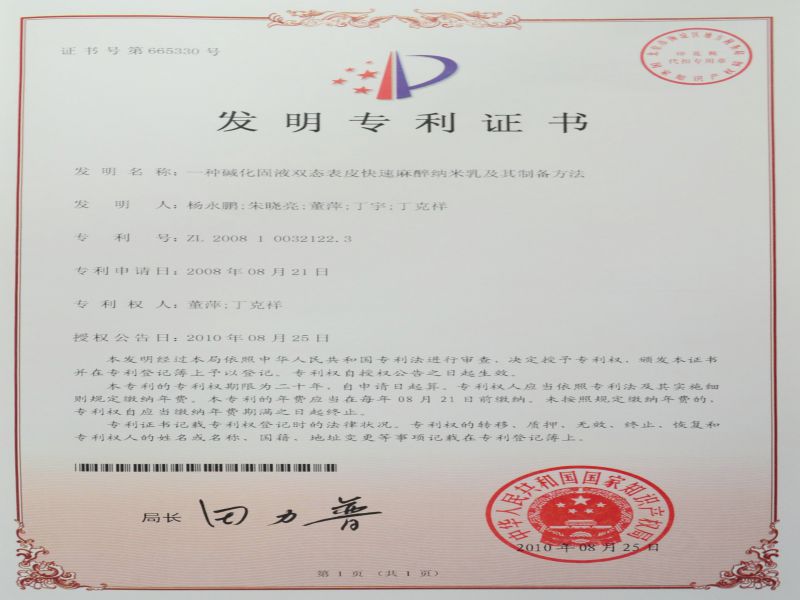 证书号第665330号
发明专利证书
发明名称：一种碱化固液双态表皮快速麻醉纳米乳及其制备方法
发明人：杨永鹏;朱晓亮;董萍;丁宇;丁克祥
专利号：ZL 2008 1 0032122.3
专利申请日：2008年08月21日
专利权人：董萍;丁克祥
授权公告日：2010年08月25日
本发明经过本局依照中华人民共和国专利法进行审查，决定授予专利权，颁发本证书
并在专利登记簿上予以登记。专利权自授权公告之日起生效。
本专利的专利权期限为二十年，自申请日起算。专利权人应当依照专利法及其实施细
则规定缴纳年费。本专利的年费应当在每年08月21日前缴纳。未按照规定缴纳年费的，
专利权自应当缴纳年费期满之日起终止。
专利证书记载专利权登记时的法律状况。专利权的转移、质押、无效、终止、恢复和
专利权人的姓名或名称、国籍、地址变更等事项记载在专利登记簿上。
局长 田力普
中华人民共和国国家知识产权局
2010年08月25日
第1页（共1页）